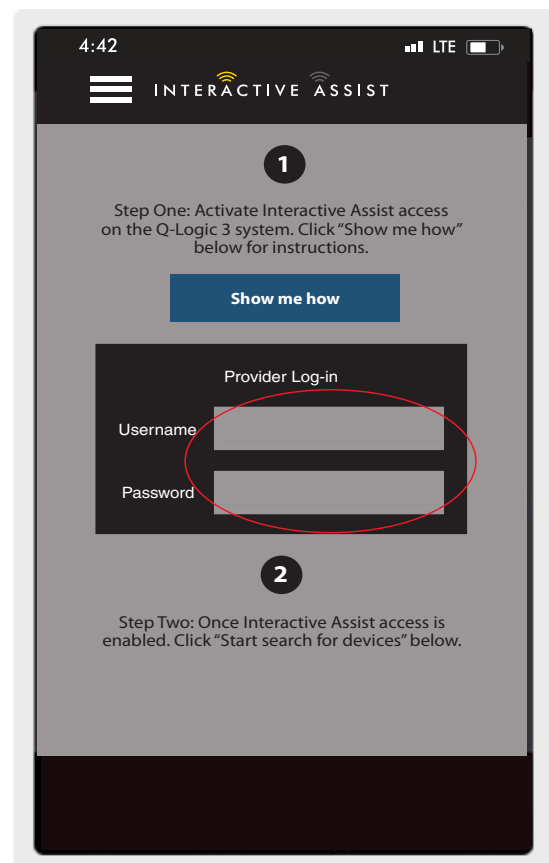 4:42 LTE
INTERACTIVE ASSIST
1
Step One: Activate Interactive Assist access
on the Q-Logic 3 system. Click “Show me how”
below for instructions.
Show me how
Provider Log-in
Username
Password
2
Step Two: Once Interactive Assist access is
enabled. Click “Start search for devices” below.